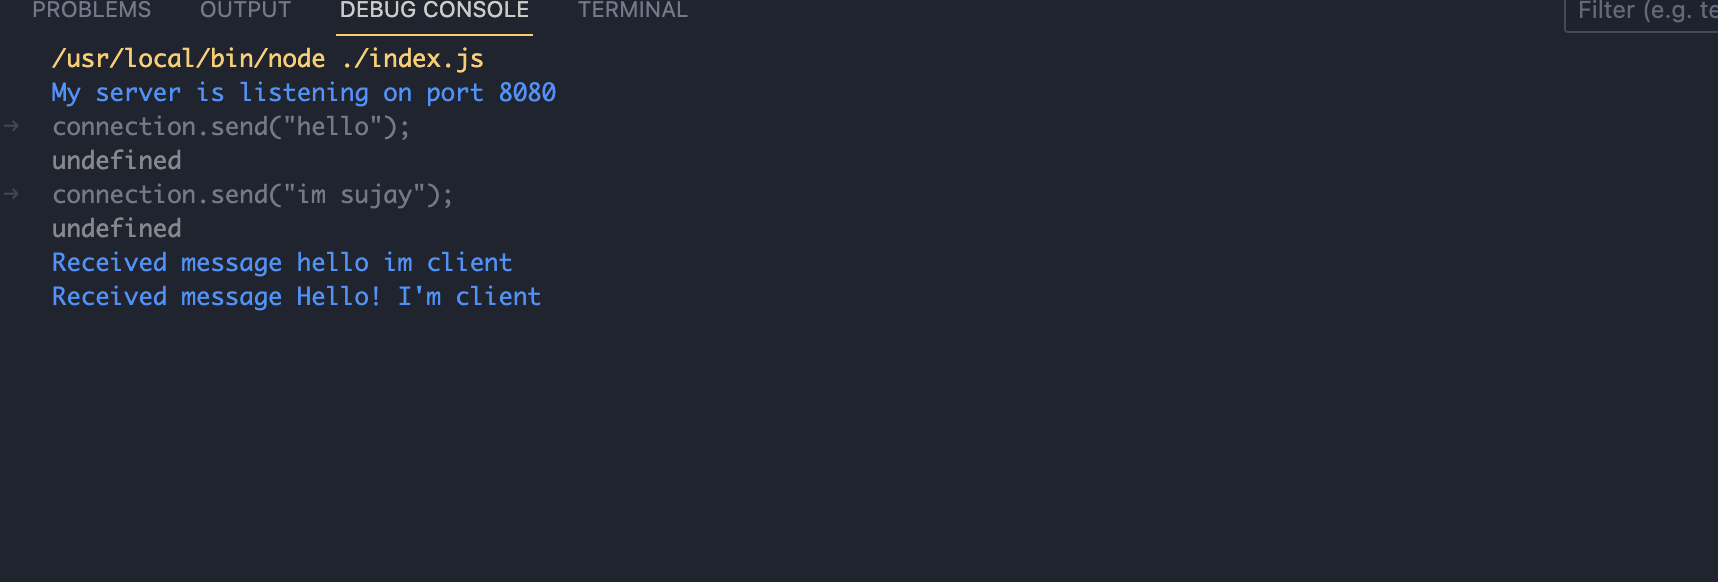 PROBLEMS OUTPUT DEBUG CONSOLE TERMINAL Filter (e.g. te
/usr/local/bin/node ./index.js
My server is listening on port 8080
→ connection.send("hello");
undefined
→ connection.send("im sujay");
undefined
Received message hello im client
Received message Hello! I'm client